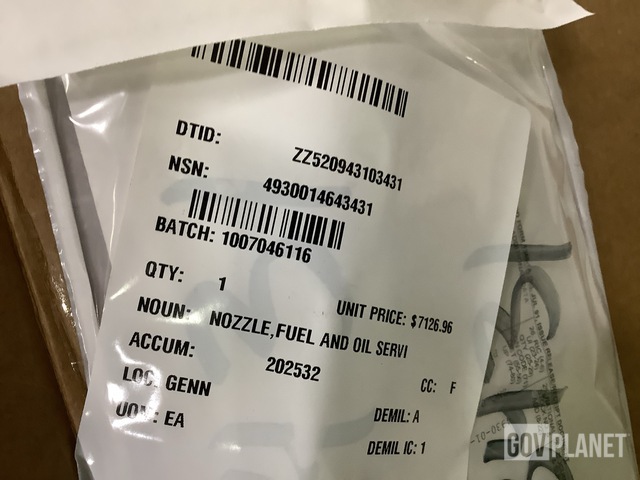 DTID: ZZ520943103431
NSN: 4930014643431
BATCH: 1007046116
QTY: 1
UNIT PRICE: $7126.96
NOUN: NOZZLE,FUEL AND OIL SERVI
ACCUM: 202532
LOC: GENN
CC: F
UOM: EA
DEMIL: A
DEMIL IC: 1
GOVPLANET